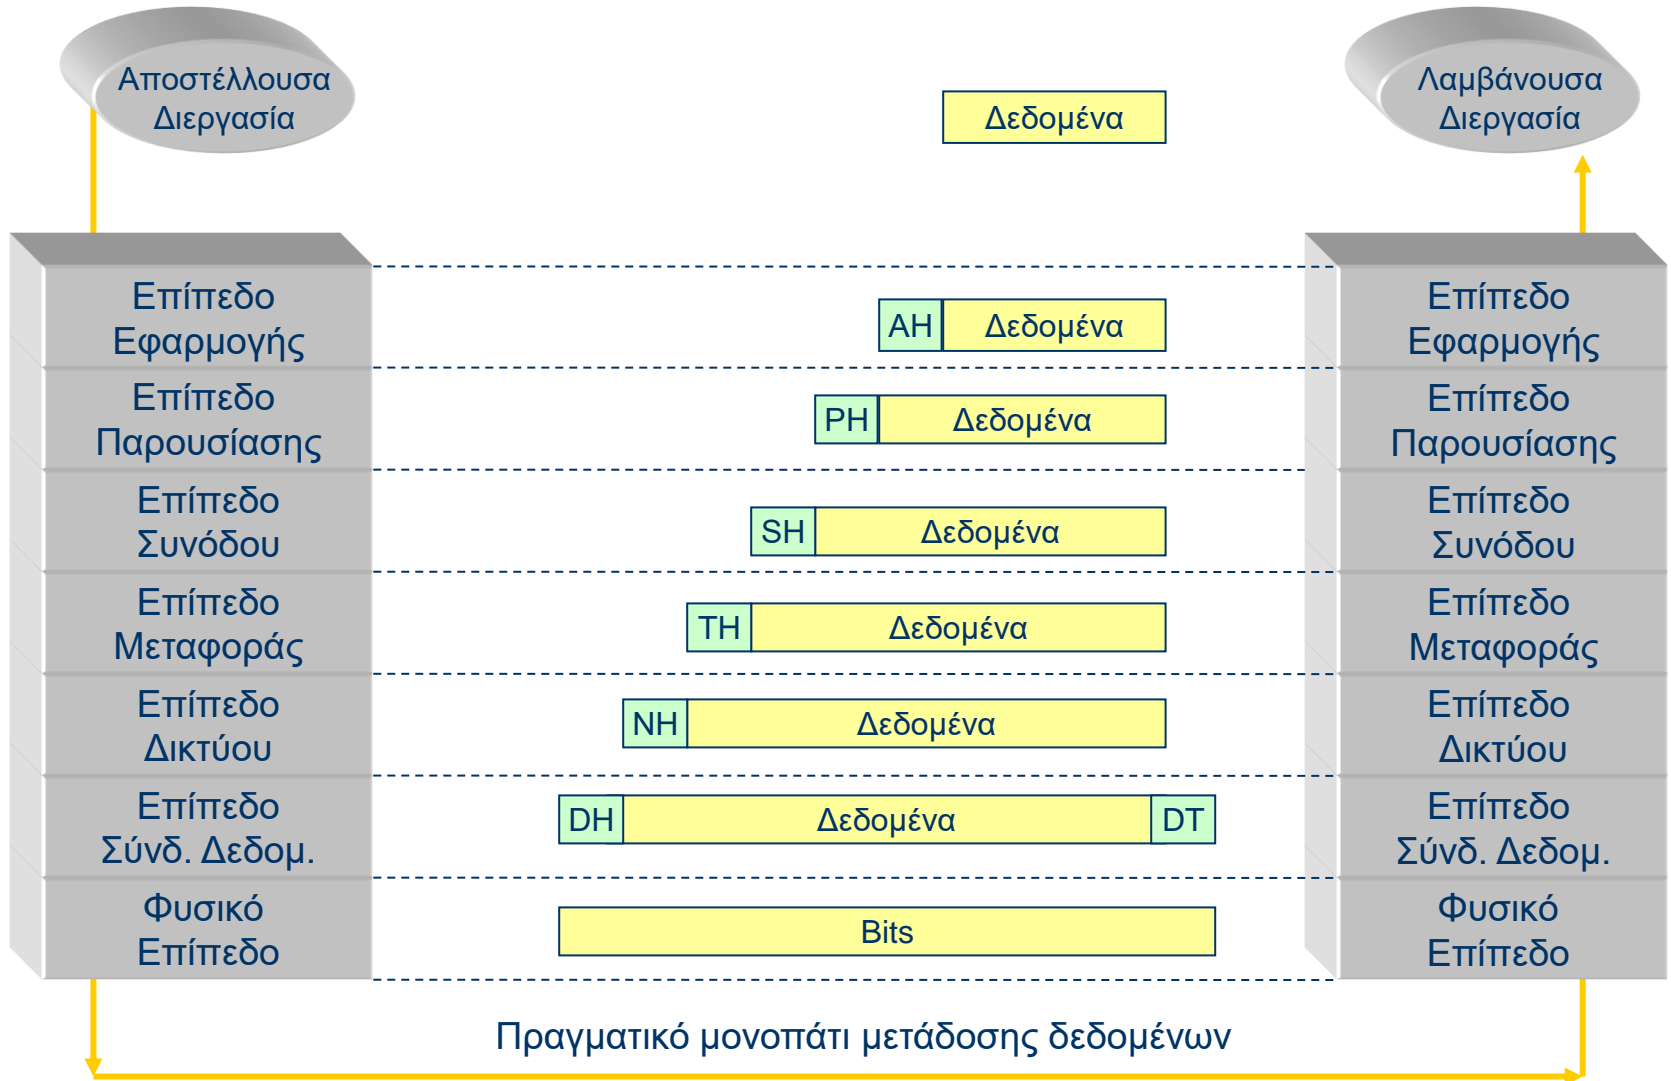 Αποστέλλουσα
Διεργασία
Λαμβάνουσα
Διεργασία
Δεδομένα
Επίπεδο
Εφαρμογής
AH Δεδομένα
Επίπεδο
Εφαρμογής
Επίπεδο
Παρουσίασης
PH Δεδομένα
Επίπεδο
Παρουσίασης
Επίπεδο
Συνόδου
SH Δεδομένα
Επίπεδο
Συνόδου
Επίπεδο
Μεταφοράς
TH Δεδομένα
Επίπεδο
Μεταφοράς
Επίπεδο
Δικτύου
NH Δεδομένα
Επίπεδο
Δικτύου
Επίπεδο
Σύνδ. Δεδομ.
DH Δεδομένα DT
Επίπεδο
Σύνδ. Δεδομ.
Φυσικό
Επίπεδο
Bits
Φυσικό
Επίπεδο
Πραγματικό μονοπάτι μετάδοσης δεδομένων